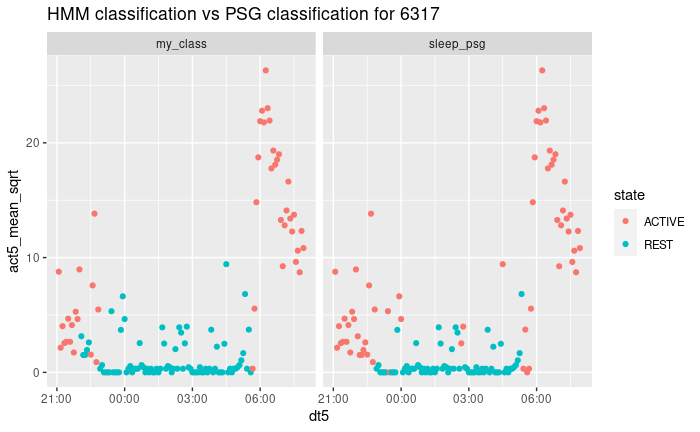 HMM classification vs PSG classification for 6317
my_class
sleep_psg
act5_mean_sqrt
20
10
0
21:00 00:00 03:00 06:00
21:00 00:00 03:00 06:00
dt5
state
ACTIVE
REST